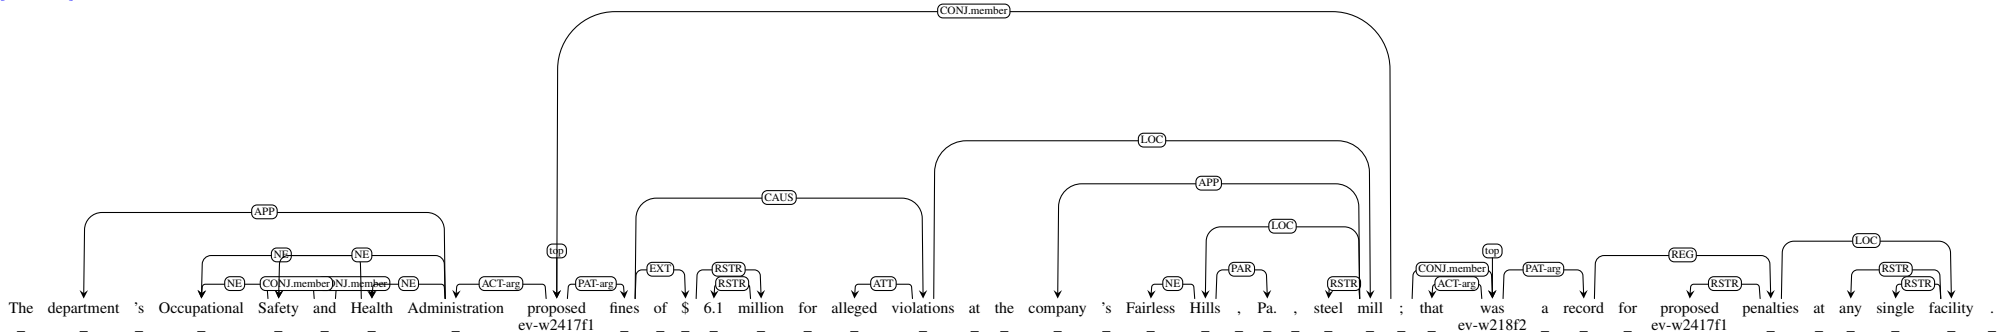 CONJ.member
LOC
APP
CAUS
APP
LOC
top
top
NE NE
REG
LOC
EXT RSTR PAR CONJ.member PAT-arg RSTR
NE CONJ.member NE ACT-arg PAT-arg RSTR ATT NE RSTR ACT-arg RSTR RSTR
The department 's Occupational Safety and Health Administration proposed fines of $ 6.1 million for alleged violations at the company 's Fairless Hills , Pa. , steel mill ; that was a record for proposed penalties at any single facility .
_ _ _ _ _ _ _ _ ev-w2417f1 _ _ _ _ _ _ _ _ _ _ _ _ _ _ _ _ _ _ _ _ _ ev-w218f2 _ _ _ ev-w2417f1 _ _ _ _ _ _